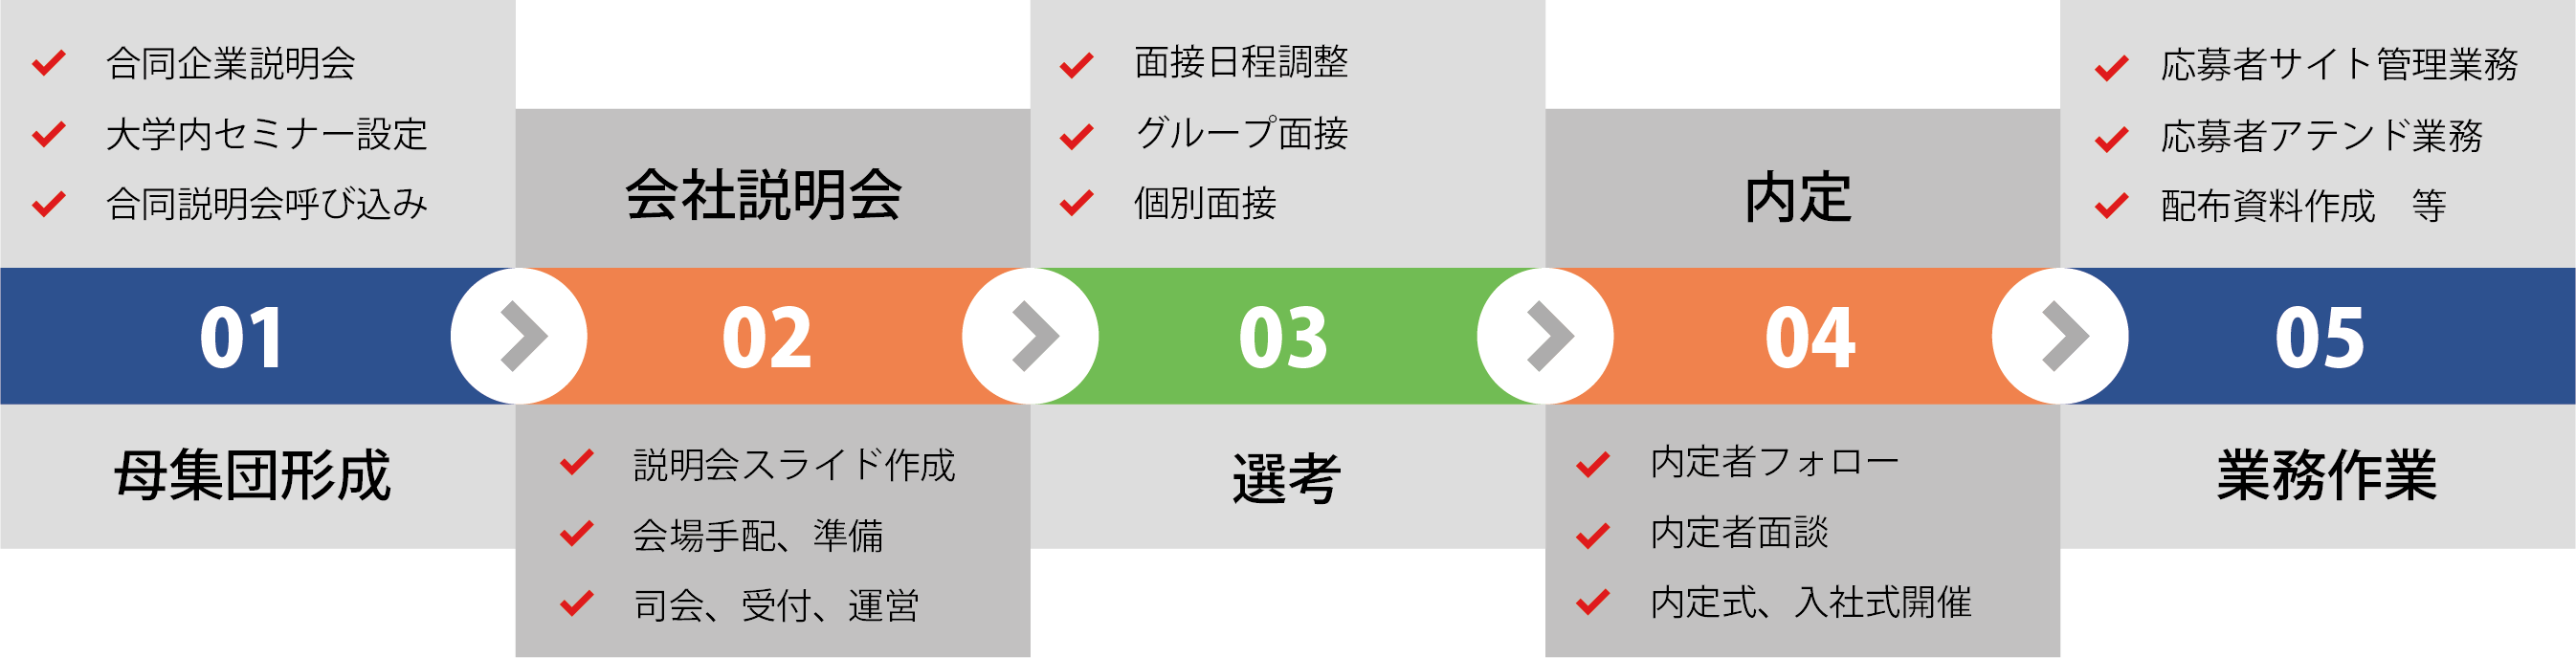 合同企業説明会
大学内セミナー設定
合同説明会呼び込み
01
母集団形成
会社説明会
02
説明会スライド作成
会場手配、準備
司会、受付、運営
面接日程調整
グループ面接
個別面接
03
選考
内定
04
内定者フォロー
内定者面談
内定式、入社式開催
応募者サイト管理業務
応募者アテンド業務
配布資料作成　等
05
業務作業